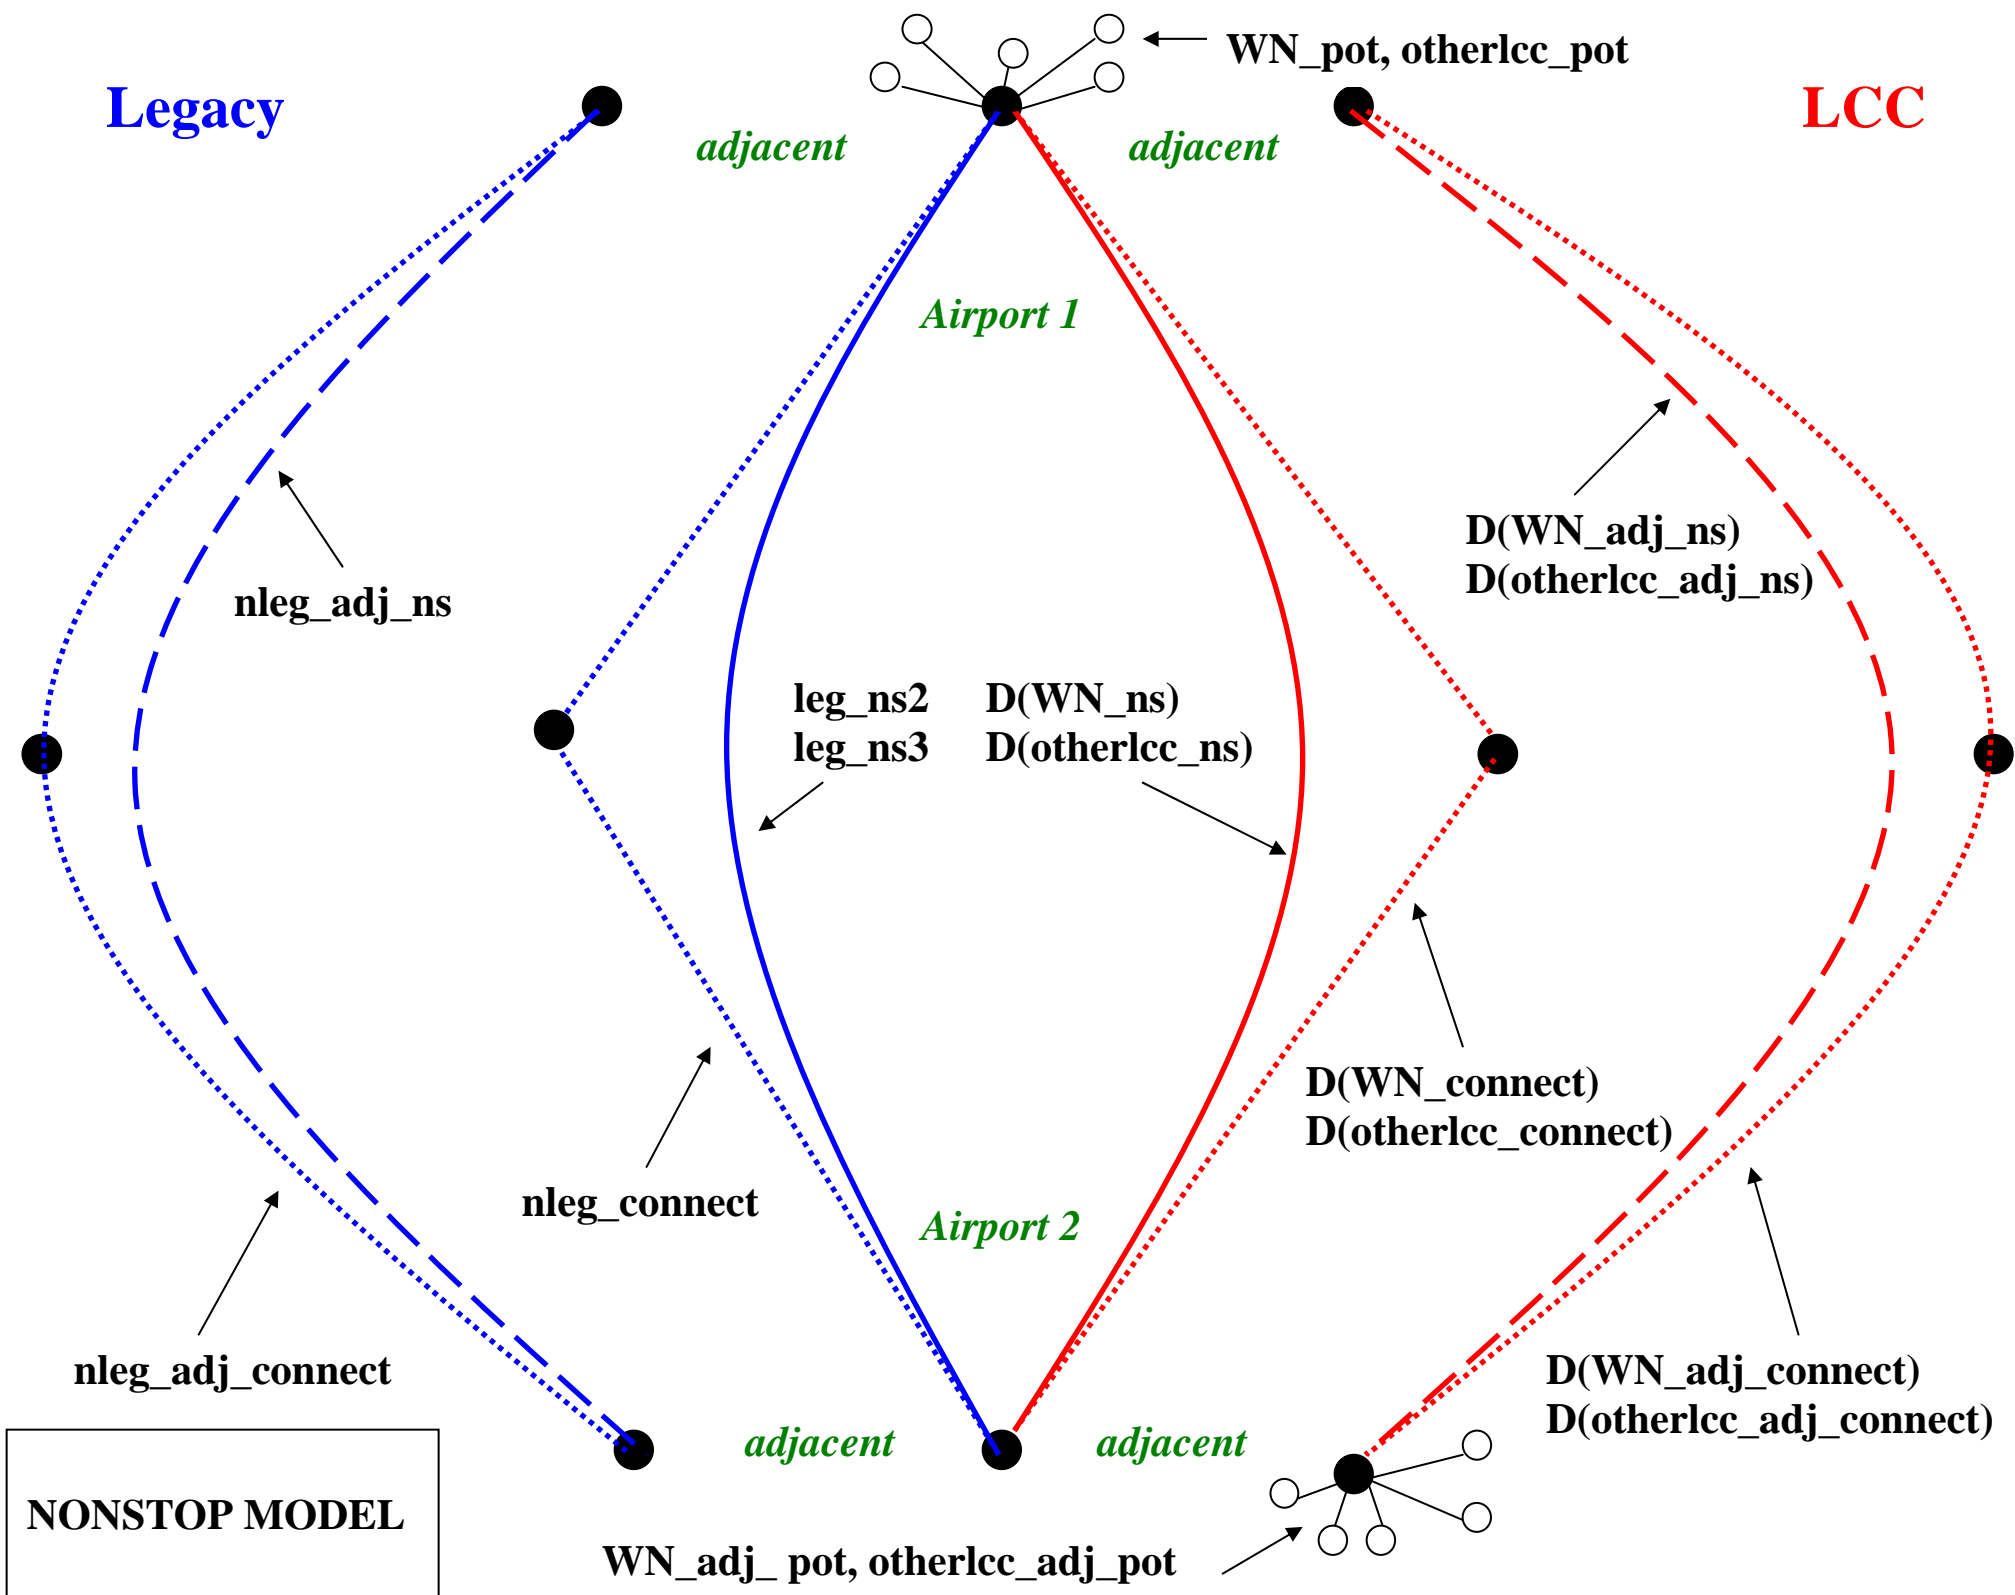 WN_pot, otherlcc_pot
Legacy
LCC
adjacent
adjacent
Airport 1
D(WN_adj_ns)
D(otherlcc_adj_ns)
nleg_adj_ns
leg_ns2
leg_ns3
D(WN_ns)
D(otherlcc_ns)
D(WN_connect)
D(otherlcc_connect)
nleg_connect
Airport 2
nleg_adj_connect
D(WN_adj_connect)
D(otherlcc_adj_connect)
adjacent
adjacent
NONSTOP MODEL
WN_adj_ pot, otherlcc_adj_pot